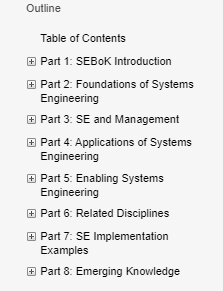 Outline
Table of Contents
Part 1: SEBoK Introduction
Part 2: Foundations of Systems
Engineering
Part 3: SE and Management
Part 4: Applications of Systems
Engineering
Part 5: Enabling Systems
Engineering
Part 6: Related Disciplines
Part 7: SE Implementation
Examples
Part 8: Emerging Knowledge